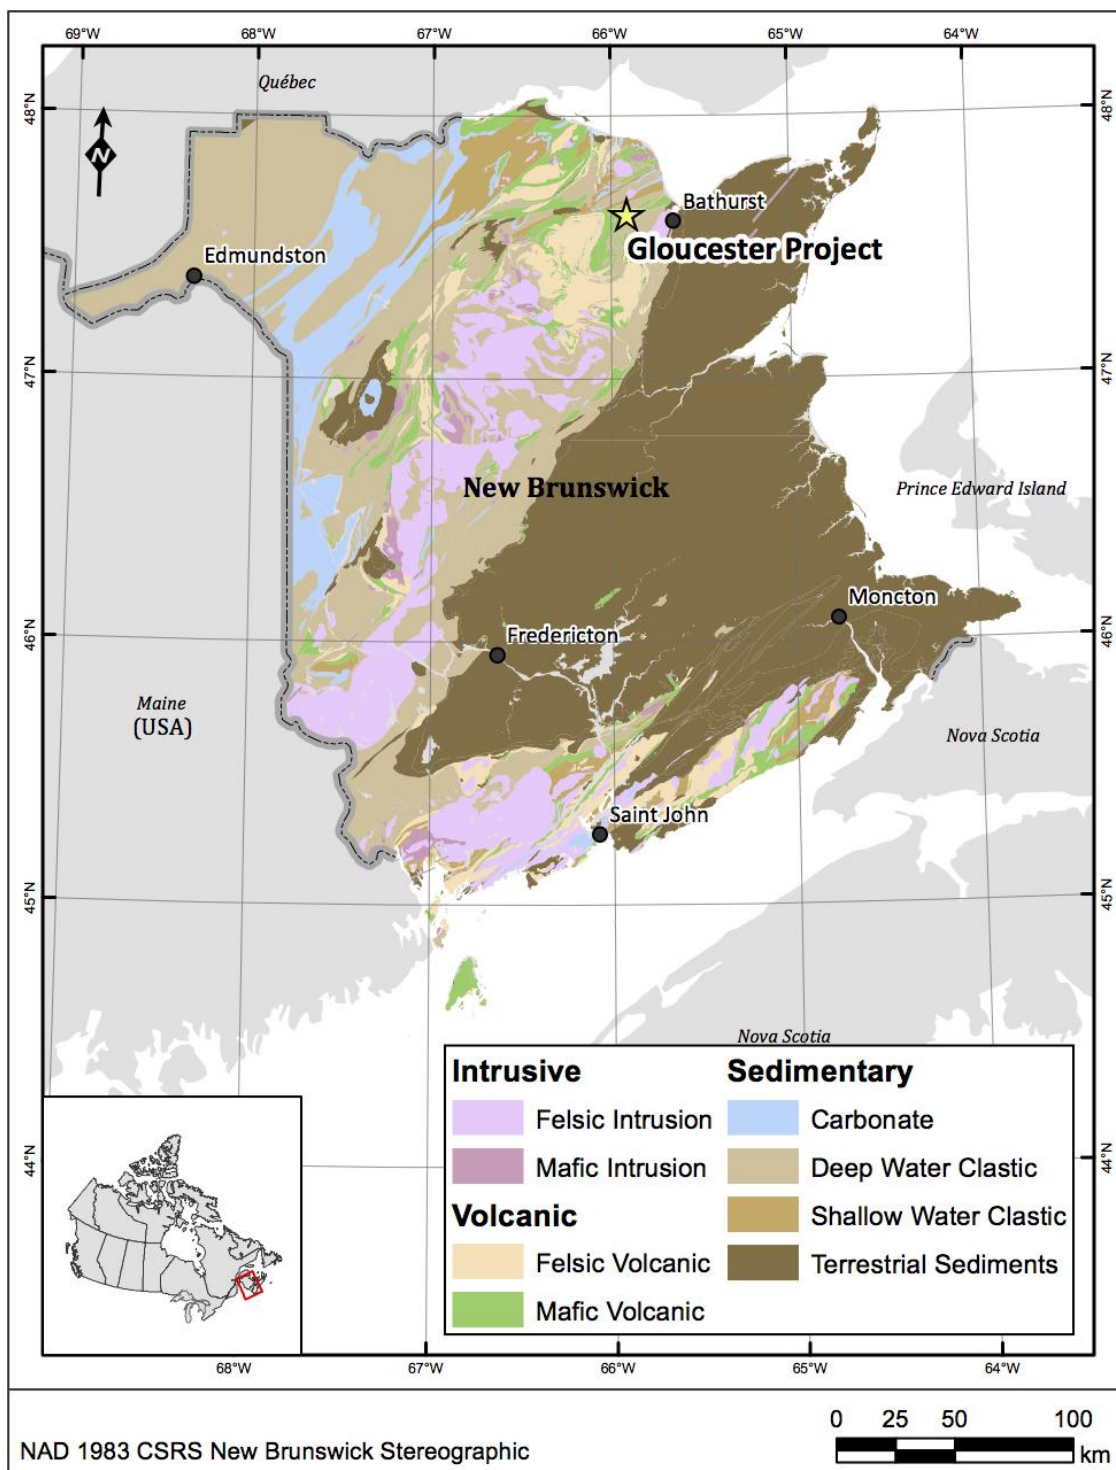 69°W 68°W 67°W 66°W 65°W 64°W
Québec
48°N
48°N
N
Bathurst
Gloucester Project
Edmundston
47°N
47°N
New Brunswick
Prince Edward Island
Moncton
Fredericton
46°N
46°N
Maine
(USA)
Nova Scotia
Saint John
45°N
45°N
Nova Scotia
Intrusive
Felsic Intrusion
Mafic Intrusion
Volcanic
Felsic Volcanic
Mafic Volcanic
Sedimentary
Carbonate
Deep Water Clastic
Shallow Water Clastic
Terrestrial Sediments
44°N
44°N
68°W 67°W 66°W 65°W 64°W
NAD 1983 CSRS New Brunswick Stereographic
0 25 50 100
km